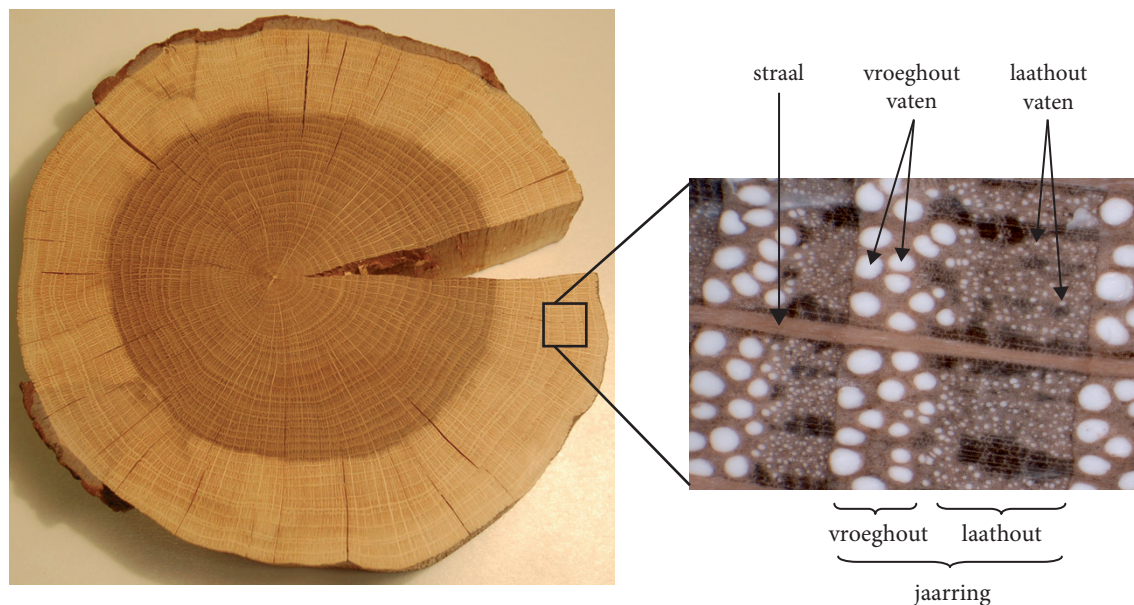 straal
vroeghout
vaten
laathout
vaten
vroeghout
laathout
jaarring